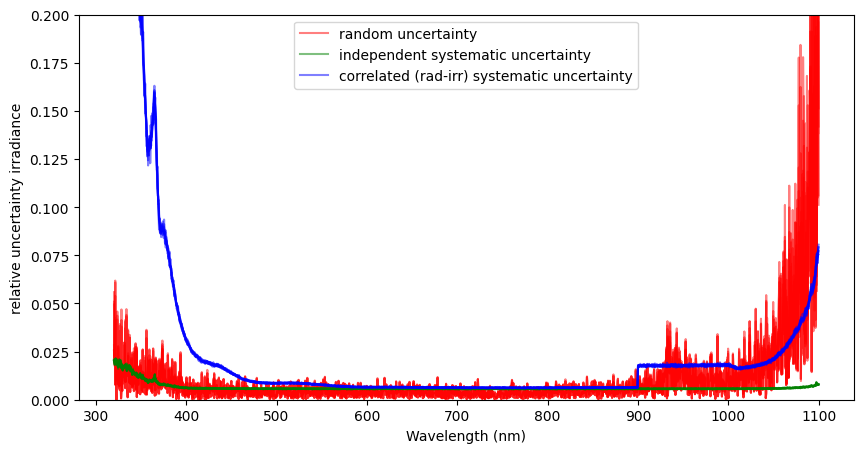 random uncertainty
independent systematic uncertainty
correlated (rad-irr) systematic uncertainty
relative uncertainty irradiance
0.200
0.175
0.150
0.125
0.100
0.075
0.050
0.025
0.000
300 400 500 600 700 800 900 1000 1100
Wavelength (nm)